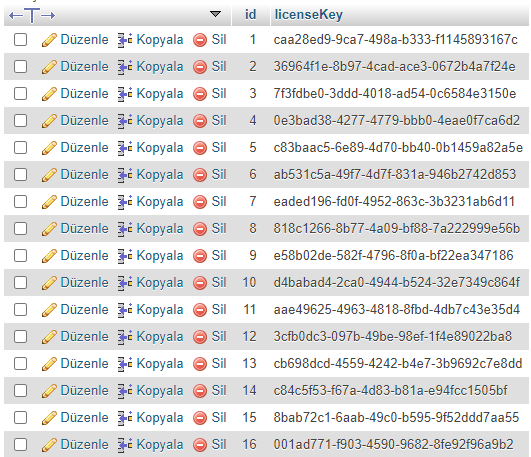 id licenseKey
Düzenle Kopyala Sil 1 caa28ed9-9ca7-498a-b333-f1145893167c
Düzenle Kopyala Sil 2 36964f1e-8b97-4cad-ace3-0672b4a7f24e
Düzenle Kopyala Sil 3 7f3fdbe0-3ddd-4018-ad54-0c6584e3150e
Düzenle Kopyala Sil 4 0e3bad38-4277-4779-bbb0-4eae0f7ca6d2
Düzenle Kopyala Sil 5 c83baac5-6e89-4d70-bb40-0b1459a82a5e
Düzenle Kopyala Sil 6 ab531c5a-49f7-4d7f-831a-946b2742d853
Düzenle Kopyala Sil 7 eaded196-fd0f-4952-863c-3b3231ab6d11
Düzenle Kopyala Sil 8 818c1266-8b77-4a09-bf88-7a222999e56b
Düzenle Kopyala Sil 9 e58b02de-582f-4796-8f0a-bf22ea347186
Düzenle Kopyala Sil 10 d4babad4-2ca0-4944-b524-32e7349c864f
Düzenle Kopyala Sil 11 aae49625-4963-4818-8fbd-4db7c43e35d4
Düzenle Kopyala Sil 12 3cfb0dc3-097b-49be-98ef-1f4e89022ba8
Düzenle Kopyala Sil 13 cb698dcd-4559-4242-b4e7-3b9692c7e8dd
Düzenle Kopyala Sil 14 c84c5f53-f67a-4d83-b81a-e94fcc1505bf
Düzenle Kopyala Sil 15 8bab72c1-6aab-49c0-b595-9f52ddd7aa55
Düzenle Kopyala Sil 16 001ad771-f903-4590-9682-8fe92f96a9b2